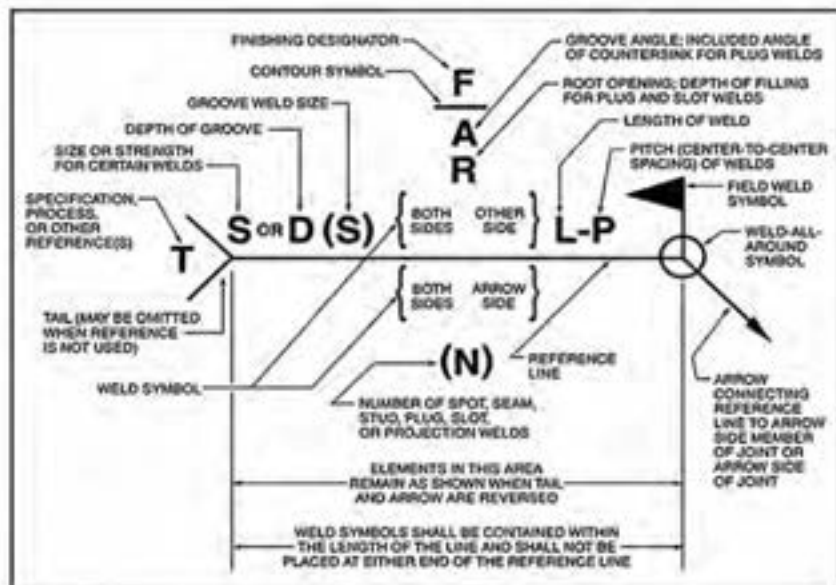 FINISHING DESIGNATOR
CONTOUR SYMBOL
GROOVE WELD SIZE
DEPTH OF GROOVE
SIZE OR STRENGTH
FOR CERTAIN WELDS
SPECIFICATION,
PROCESS,
OR OTHER
REFERENCE(S)
T
S OR D (S)
F
A
R
GROOVE ANGLE; INCLUDED ANGLE
OF COUNTERSINK FOR PLUG WELDS
ROOT OPENING; DEPTH OF FILLING
FOR PLUG AND SLOT WELDS
LENGTH OF WELD
PITCH (CENTER-TO-CENTER
SPACING) OF WELDS
FIELD WELD
SYMBOL
WELD-ALL-
AROUND
SYMBOL
BOTH OTHER
SIDES SIDE
L-P
BOTH ARROW
SIDES SIDE
TAIL (MAY BE OMITTED
WHEN REFERENCE
IS NOT USED)
WELD SYMBOL
(N)
NUMBER OF SPOT, SEAM,
STUD, PLUG, SLOT,
OR PROJECTION WELDS
REFERENCE
LINE
ARROW
CONNECTING
REFERENCE
LINE TO ARROW
SIDE MEMBER
OF JOINT OR
ARROW SIDE
OF JOINT
ELEMENTS IN THIS AREA
REMAIN AS SHOWN WHEN TAIL
AND ARROW ARE REVERSED
WELD SYMBOLS SHALL BE CONTAINED WITHIN
THE LENGTH OF THE LINE AND SHALL NOT BE
PLACED AT EITHER END OF THE REFERENCE LINE